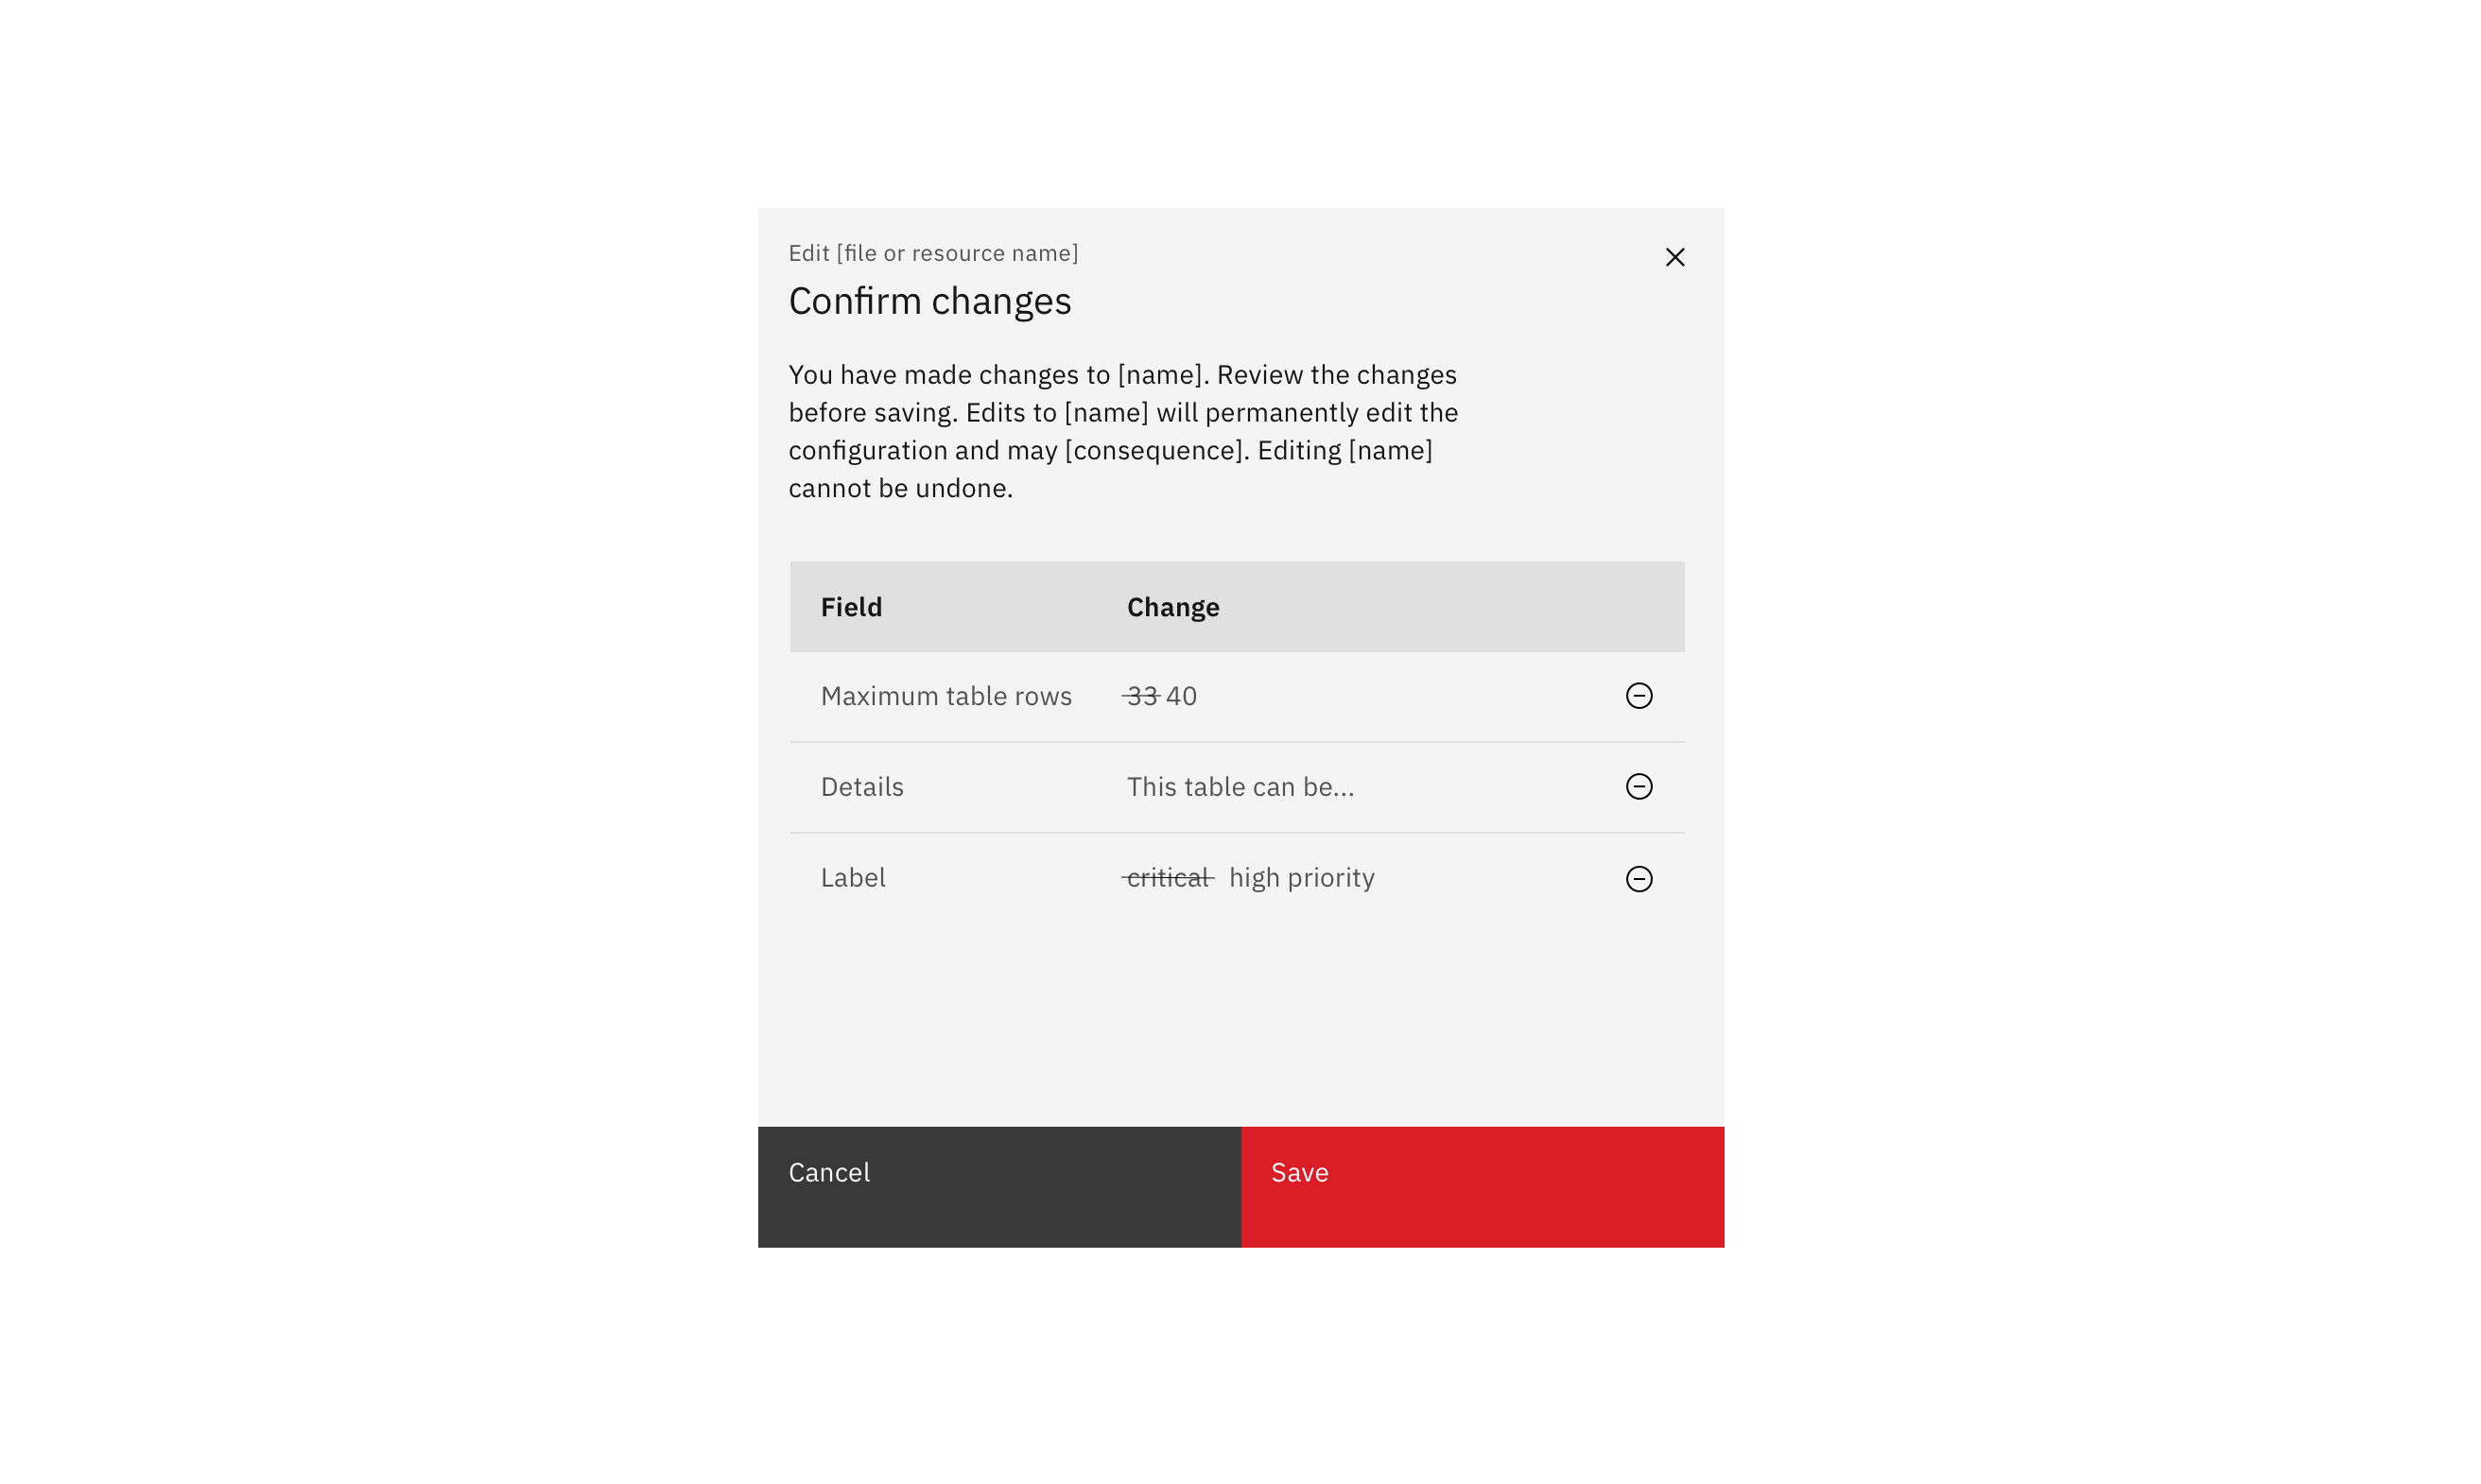 Edit [file or resource name]
Confirm changes
You have made changes to [name]. Review the changes
before saving. Edits to [name] will permanently edit the
configuration and may [consequence]. Editing [name]
cannot be undone.
Field Change
Maximum table rows 33 40
Details This table can be...
Label critical high priority
Cancel Save